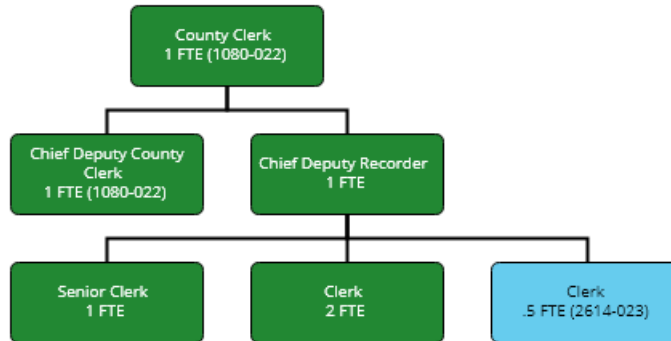 County Clerk
1 FTE (1080-022)
Chief Deputy County
Clerk
1 FTE (1080-022)
Chief Deputy Recorder
1 FTE
Senior Clerk
1 FTE
Clerk
2 FTE
Clerk
.5 FTE (2614-023)